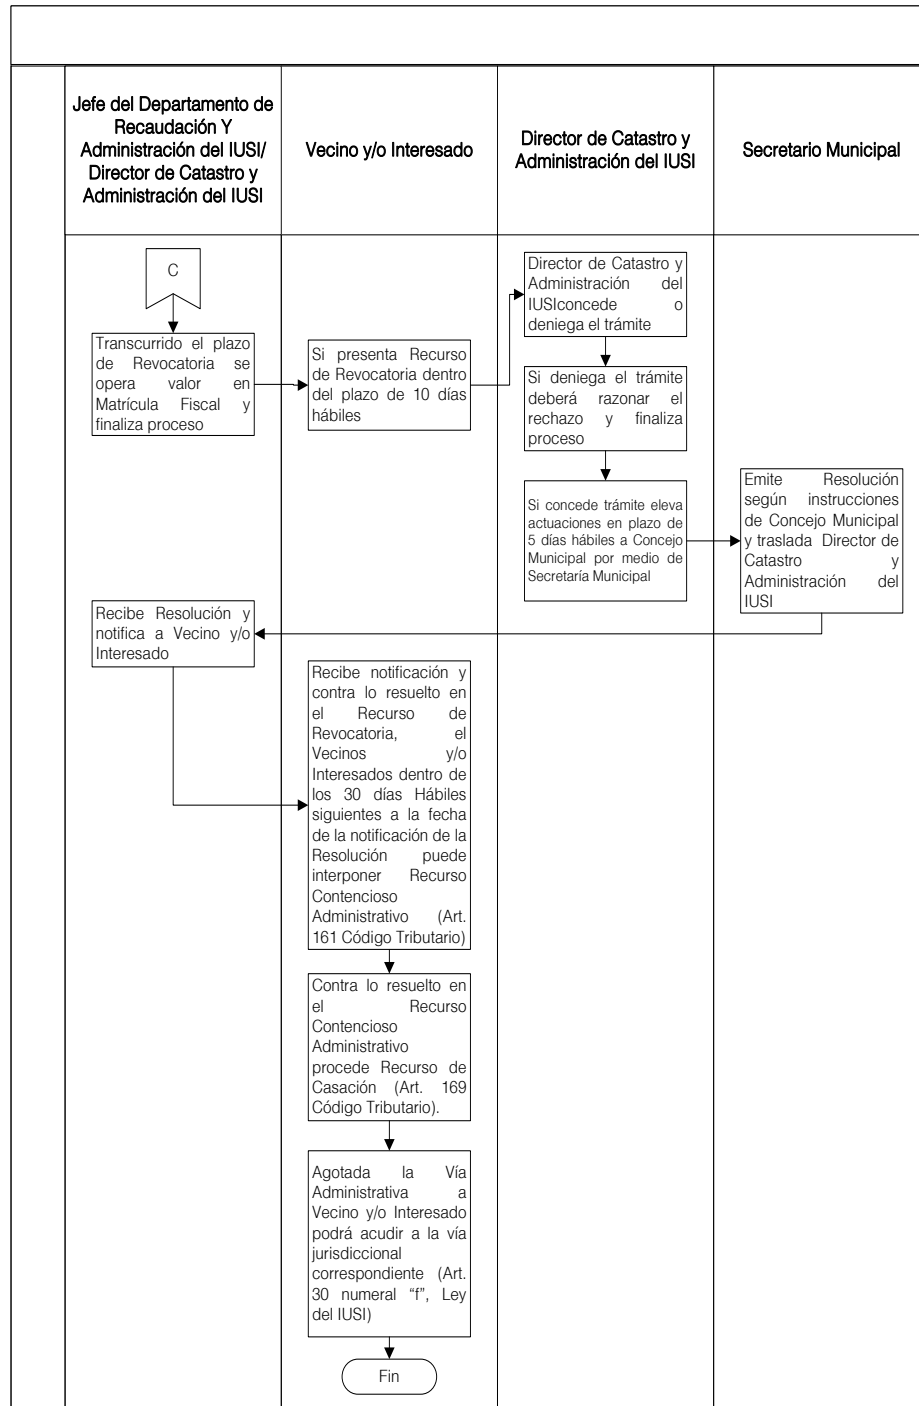 Jefe del Departamento de
Recaudación Y
Administración del IUSI/
Director de Catastro y
Administración del IUSI
Vecino y/o Interesado
Director de Catastro y
Administración del IUSI
Secretario Municipal
C
Transcurrido el plazo
de Revocatoria se
opera valor en
Matrícula Fiscal y
finaliza proceso
Si presenta Recurso
de Revocatoria dentro
del plazo de 10 días
hábiles
Director de Catastro y
Administración del
IUSIconcede o
deniega el trámite
Si deniega el trámite
deberá razonar el
rechazo y finaliza
proceso
Si concede trámite eleva
actuaciones en plazo de
5 días hábiles a Concejo
Municipal por medio de
Secretaría Municipal
Emite Resolución
según instrucciones
de Concejo Municipal
y traslada Director de
Catastro y
Administración del
IUSI
Recibe Resolución y
notifica a Vecino y/o
Interesado
Recibe notificación y
contra lo resuelto en
el Recurso de
Revocatoria, el
Vecinos y/o
Interesados dentro de
los 30 días Hábiles
siguientes a la fecha
de la notificación de la
Resolución puede
interponer Recurso
Contencioso
Administrativo (Art.
161 Código Tributario)
Contra lo resuelto en
el Recurso
Contencioso
Administrativo
procede Recurso de
Casación (Art. 169
Código Tributario).
Agotada la Vía
Administrativa a
Vecino y/o Interesado
podrá acudir a la vía
jurisdiccional
correspondiente (Art.
30 numeral “f”, Ley
del IUSI)
Fin